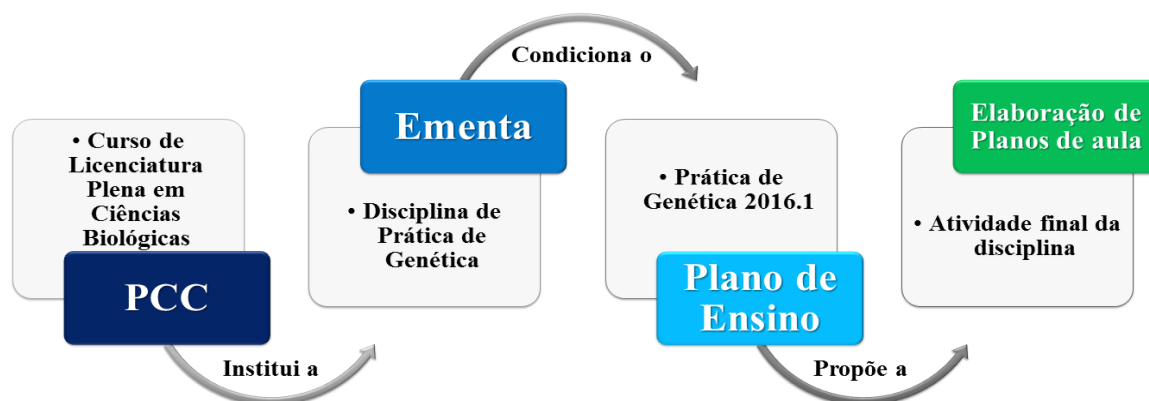 • Curso de
Licenciatura
Plena em
Ciências
Biológicas
PCC
Institui a
Ementa
• Disciplina de
Prática de
Genética
Condiciona o
• Prática de
Genética 2016.1
Plano de
Ensino
Propõe a
Elaboração de
Planos de aula
• Atividade final da
disciplina